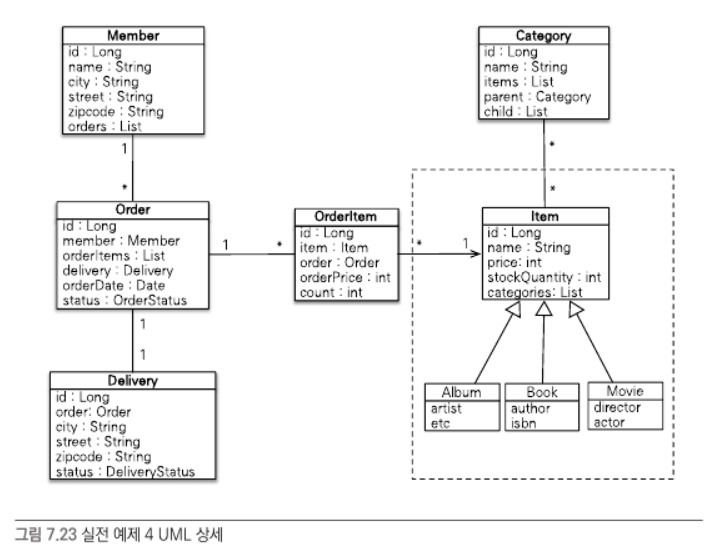 Member
id : Long
name : String
city : String
street : String
zipcode : String
orders : List
Category
id : Long
name : String
items : List
parent : Category
child : List
1
*
*
*
Order
id : Long
member : Member
orderItems : List
delivery : Delivery
orderDate : Date
status : OrderStatus
1
*
OrderItem
id : Long
item : Item
order : Order
orderPrice : int
count : int
*
1
Item
id : Long
name : String
price: int
stockQuantity : int
categories: List
1
1
Delivery
id : Long
order: Order
city : String
street : String
zipcode : String
status : DeliveryStatus
Album
artist
etc
Book
author
isbn
Movie
director
actor
그림 7.23 실전 예제 4 UML 상세